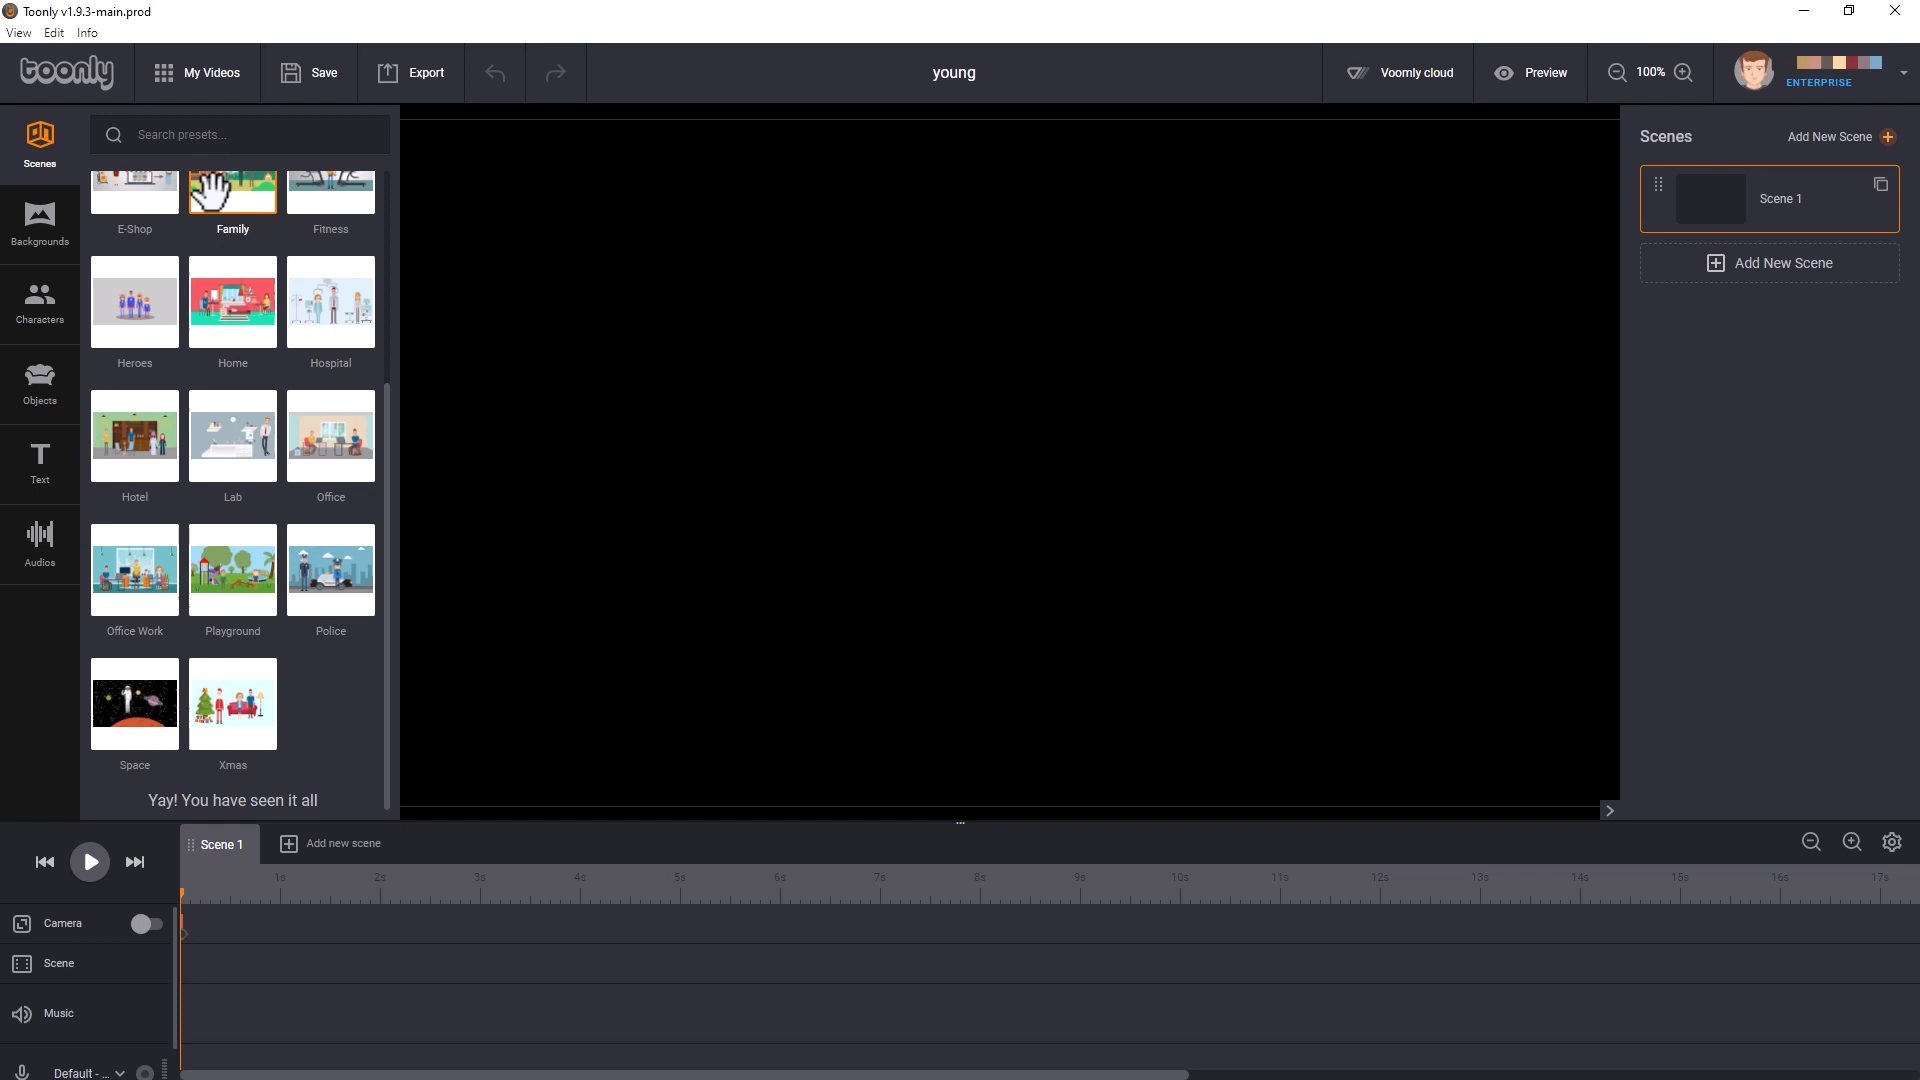 Toonly v1.9.3-main.prod
View Edit Info
toonly My Videos Save Export young Voomly cloud Preview 100% ENTERPRISE
Search presets...
Scenes
Backgrounds
Characters
Objects
Text
Audios
E-Shop Family Fitness
Heroes Home Hospital
Hotel Lab Office
Office Work Playground Police
Space Xmas
Yay! You have seen it all
Scenes Add New Scene
Scene 1
Add New Scene
Scene 1 Add new scene
1s 2s 3s 4s 5s 6s 7s 8s 9s 10s 11s 12s 13s 14s 15s 16s 17s
Camera
Scene
Music
Default - ...